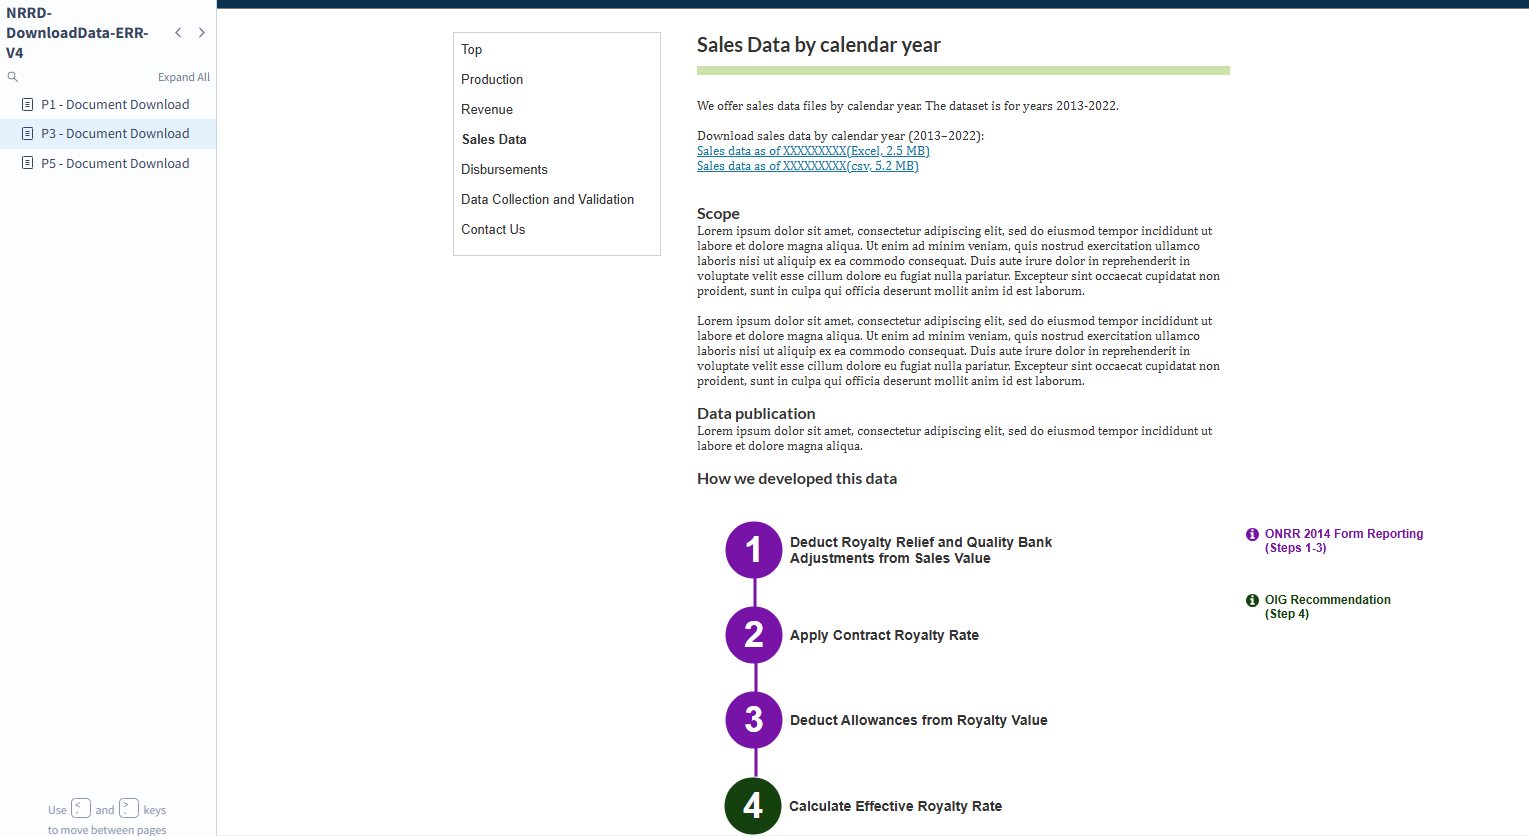 NRRD-
DownloadData-ERR-
V4
Expand All
P1 - Document Download
P3 - Document Download
P5 - Document Download
Use < , and > . keys
to move between pages
Top
Production
Revenue
Sales Data
Disbursements
Data Collection and Validation
Contact Us
Sales Data by calendar year
We offer sales data files by calendar year. The dataset is for years 2013-2022.
Download sales data by calendar year (2013–2022):
Sales data as of XXXXXXXXX(Excel, 2.5 MB)
Sales data as of XXXXXXXXX(csv, 5.2 MB)
Scope
Lorem ipsum dolor sit amet, consectetur adipiscing elit, sed do eiusmod tempor incididunt ut
labore et dolore magna aliqua. Ut enim ad minim veniam, quis nostrud exercitation ullamco
laboris nisi ut aliquip ex ea commodo consequat. Duis aute irure dolor in reprehenderit in
voluptate velit esse cillum dolore eu fugiat nulla pariatur. Excepteur sint occaecat cupidatat non
proident, sunt in culpa qui officia deserunt mollit anim id est laborum.
Lorem ipsum dolor sit amet, consectetur adipiscing elit, sed do eiusmod tempor incididunt ut
labore et dolore magna aliqua. Ut enim ad minim veniam, quis nostrud exercitation ullamco
laboris nisi ut aliquip ex ea commodo consequat. Duis aute irure dolor in reprehenderit in
voluptate velit esse cillum dolore eu fugiat nulla pariatur. Excepteur sint occaecat cupidatat non
proident, sunt in culpa qui officia deserunt mollit anim id est laborum.
Data publication
Lorem ipsum dolor sit amet, consectetur adipiscing elit, sed do eiusmod tempor incididunt ut
labore et dolore magna aliqua.
How we developed this data
1
Deduct Royalty Relief and Quality Bank
Adjustments from Sales Value
2
Apply Contract Royalty Rate
3
Deduct Allowances from Royalty Value
4
Calculate Effective Royalty Rate
ONRR 2014 Form Reporting
(Steps 1-3)
OIG Recommendation
(Step 4)